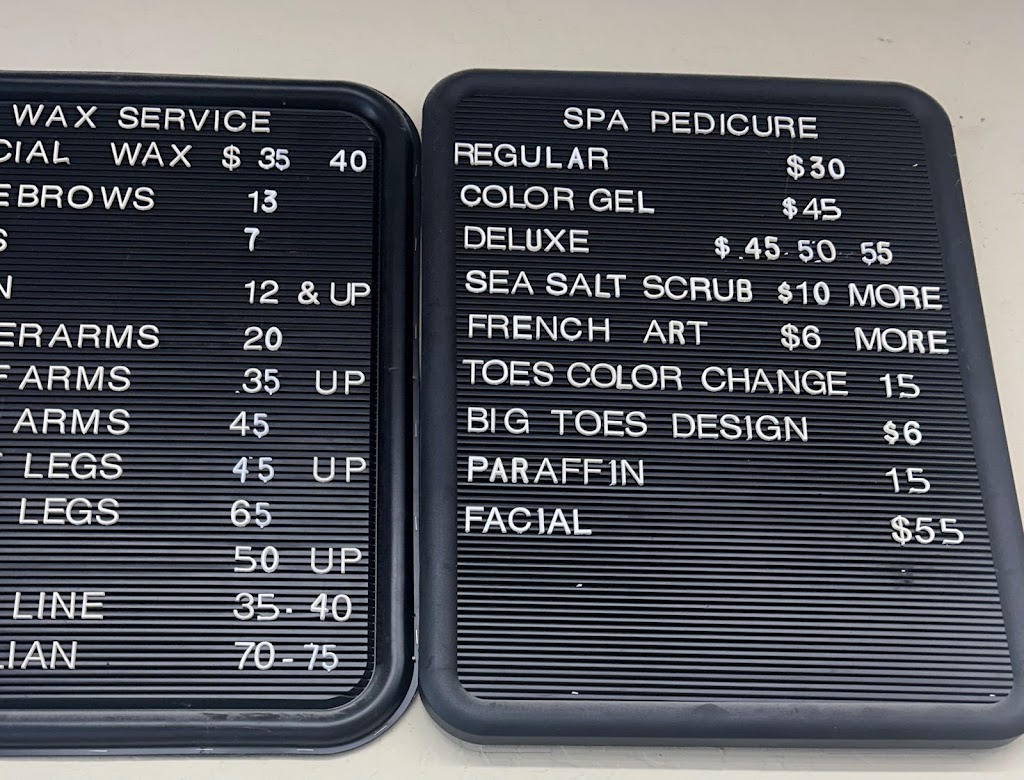 WAX SERVICE
CIAL WAX $ 35 40
EBROWS 13
S 7
N 12 & UP
ERARMS 20
F ARMS .35 UP
ARMS 45
LEGS 45 UP
LEGS 65
50 UP
LINE 35. 40
LIAN 70-75
SPA PEDICURE
REGULAR $30
COLOR GEL $45
DELUXE $.45.50 55
SEA SALT SCRUB $10 MORE
FRENCH ART $6 MORE
TOES COLOR CHANGE 15
BIG TOES DESIGN $6
PARAFFIN 15
FACIAL $55